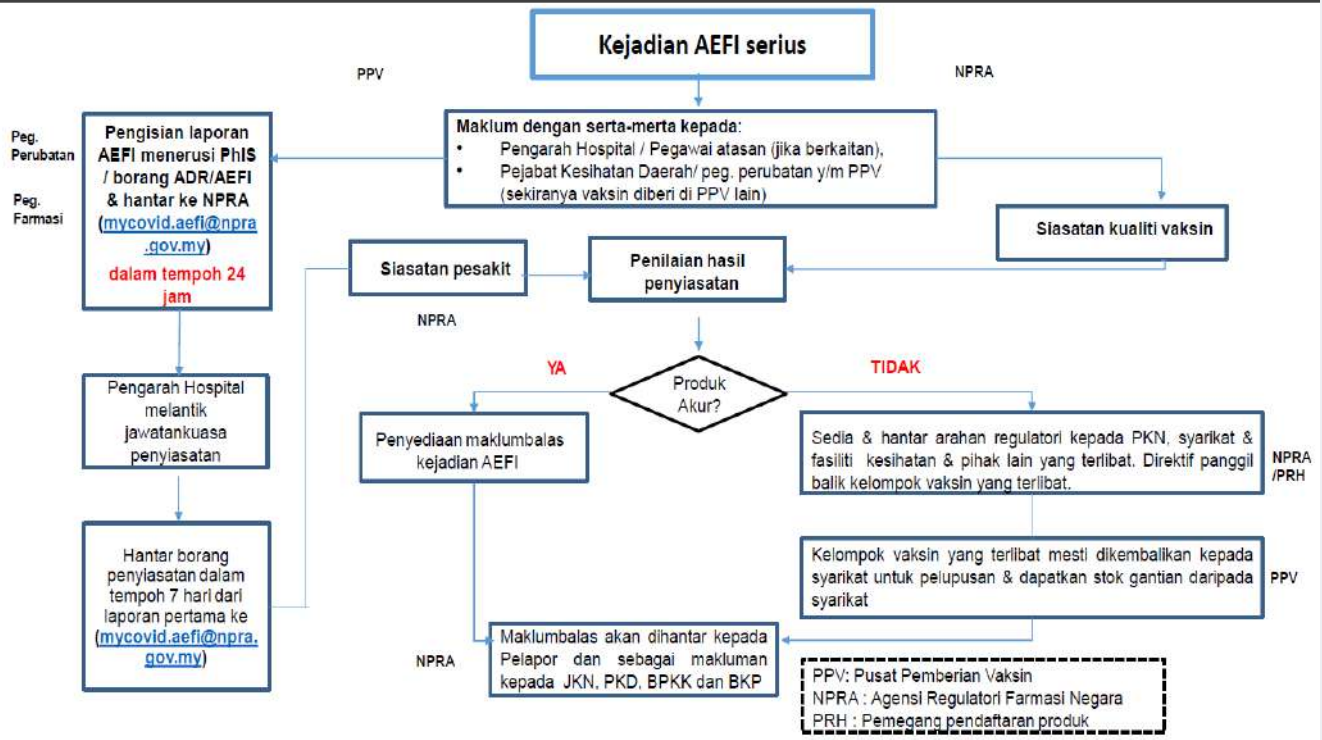 Kejadian AEFI serius
PPV
NPRA
Peg.
Perubatan
Peg.
Farmasi
Pengisian laporan
AEFI menerusi PhIS
/ borang ADR/AEFI
& hantar ke NPRA
(mycovid.aefi@npra
.gov.my)
dalam tempoh 24
jam
Maklum dengan serta-merta kepada:
• Pengarah Hospital / Pegawai atasan (jika berkaitan),
• Pejabat Kesihatan Daerah/ peg. perubatan y/m PPV
(sekiranya vaksin diberi di PPV lain)
Siasatan kualiti vaksin
Siasatan pesakit
Penilaian hasil
penyiasatan
NPRA
Pengarah Hospital
melantik
jawatankuasa
penyiasatan
YA
Produk
Akur?
TIDAK
Penyediaan maklumbalas
kejadian AEFI
Sedia & hantar arahan regulatori kepada PKN, syarikat &
fasiliti kesihatan & pihak lain yang terlibat. Direktif panggil
balik kelompok vaksin yang terlibat.
NPRA
/PRH
Hantar borang
penyiasatan dalam
tempoh 7 hari dari
laporan pertama ke
(mycovid.aefi@npra.
gov.my)
Kelompok vaksin yang terlibat mesti dikembalikan kepada
syarikat untuk pelupusan & dapatkan stok gantian daripada
syarikat
PPV
NPRA
Maklumbalas akan dihantar kepada
Pelapor dan sebagai makluman
kepada JKN, PKD, BPKK dan BKP
PPV: Pusat Pemberian Vaksin
NPRA : Agensi Regulatori Farmasi Negara
PRH : Pemegang pendaftaran produk